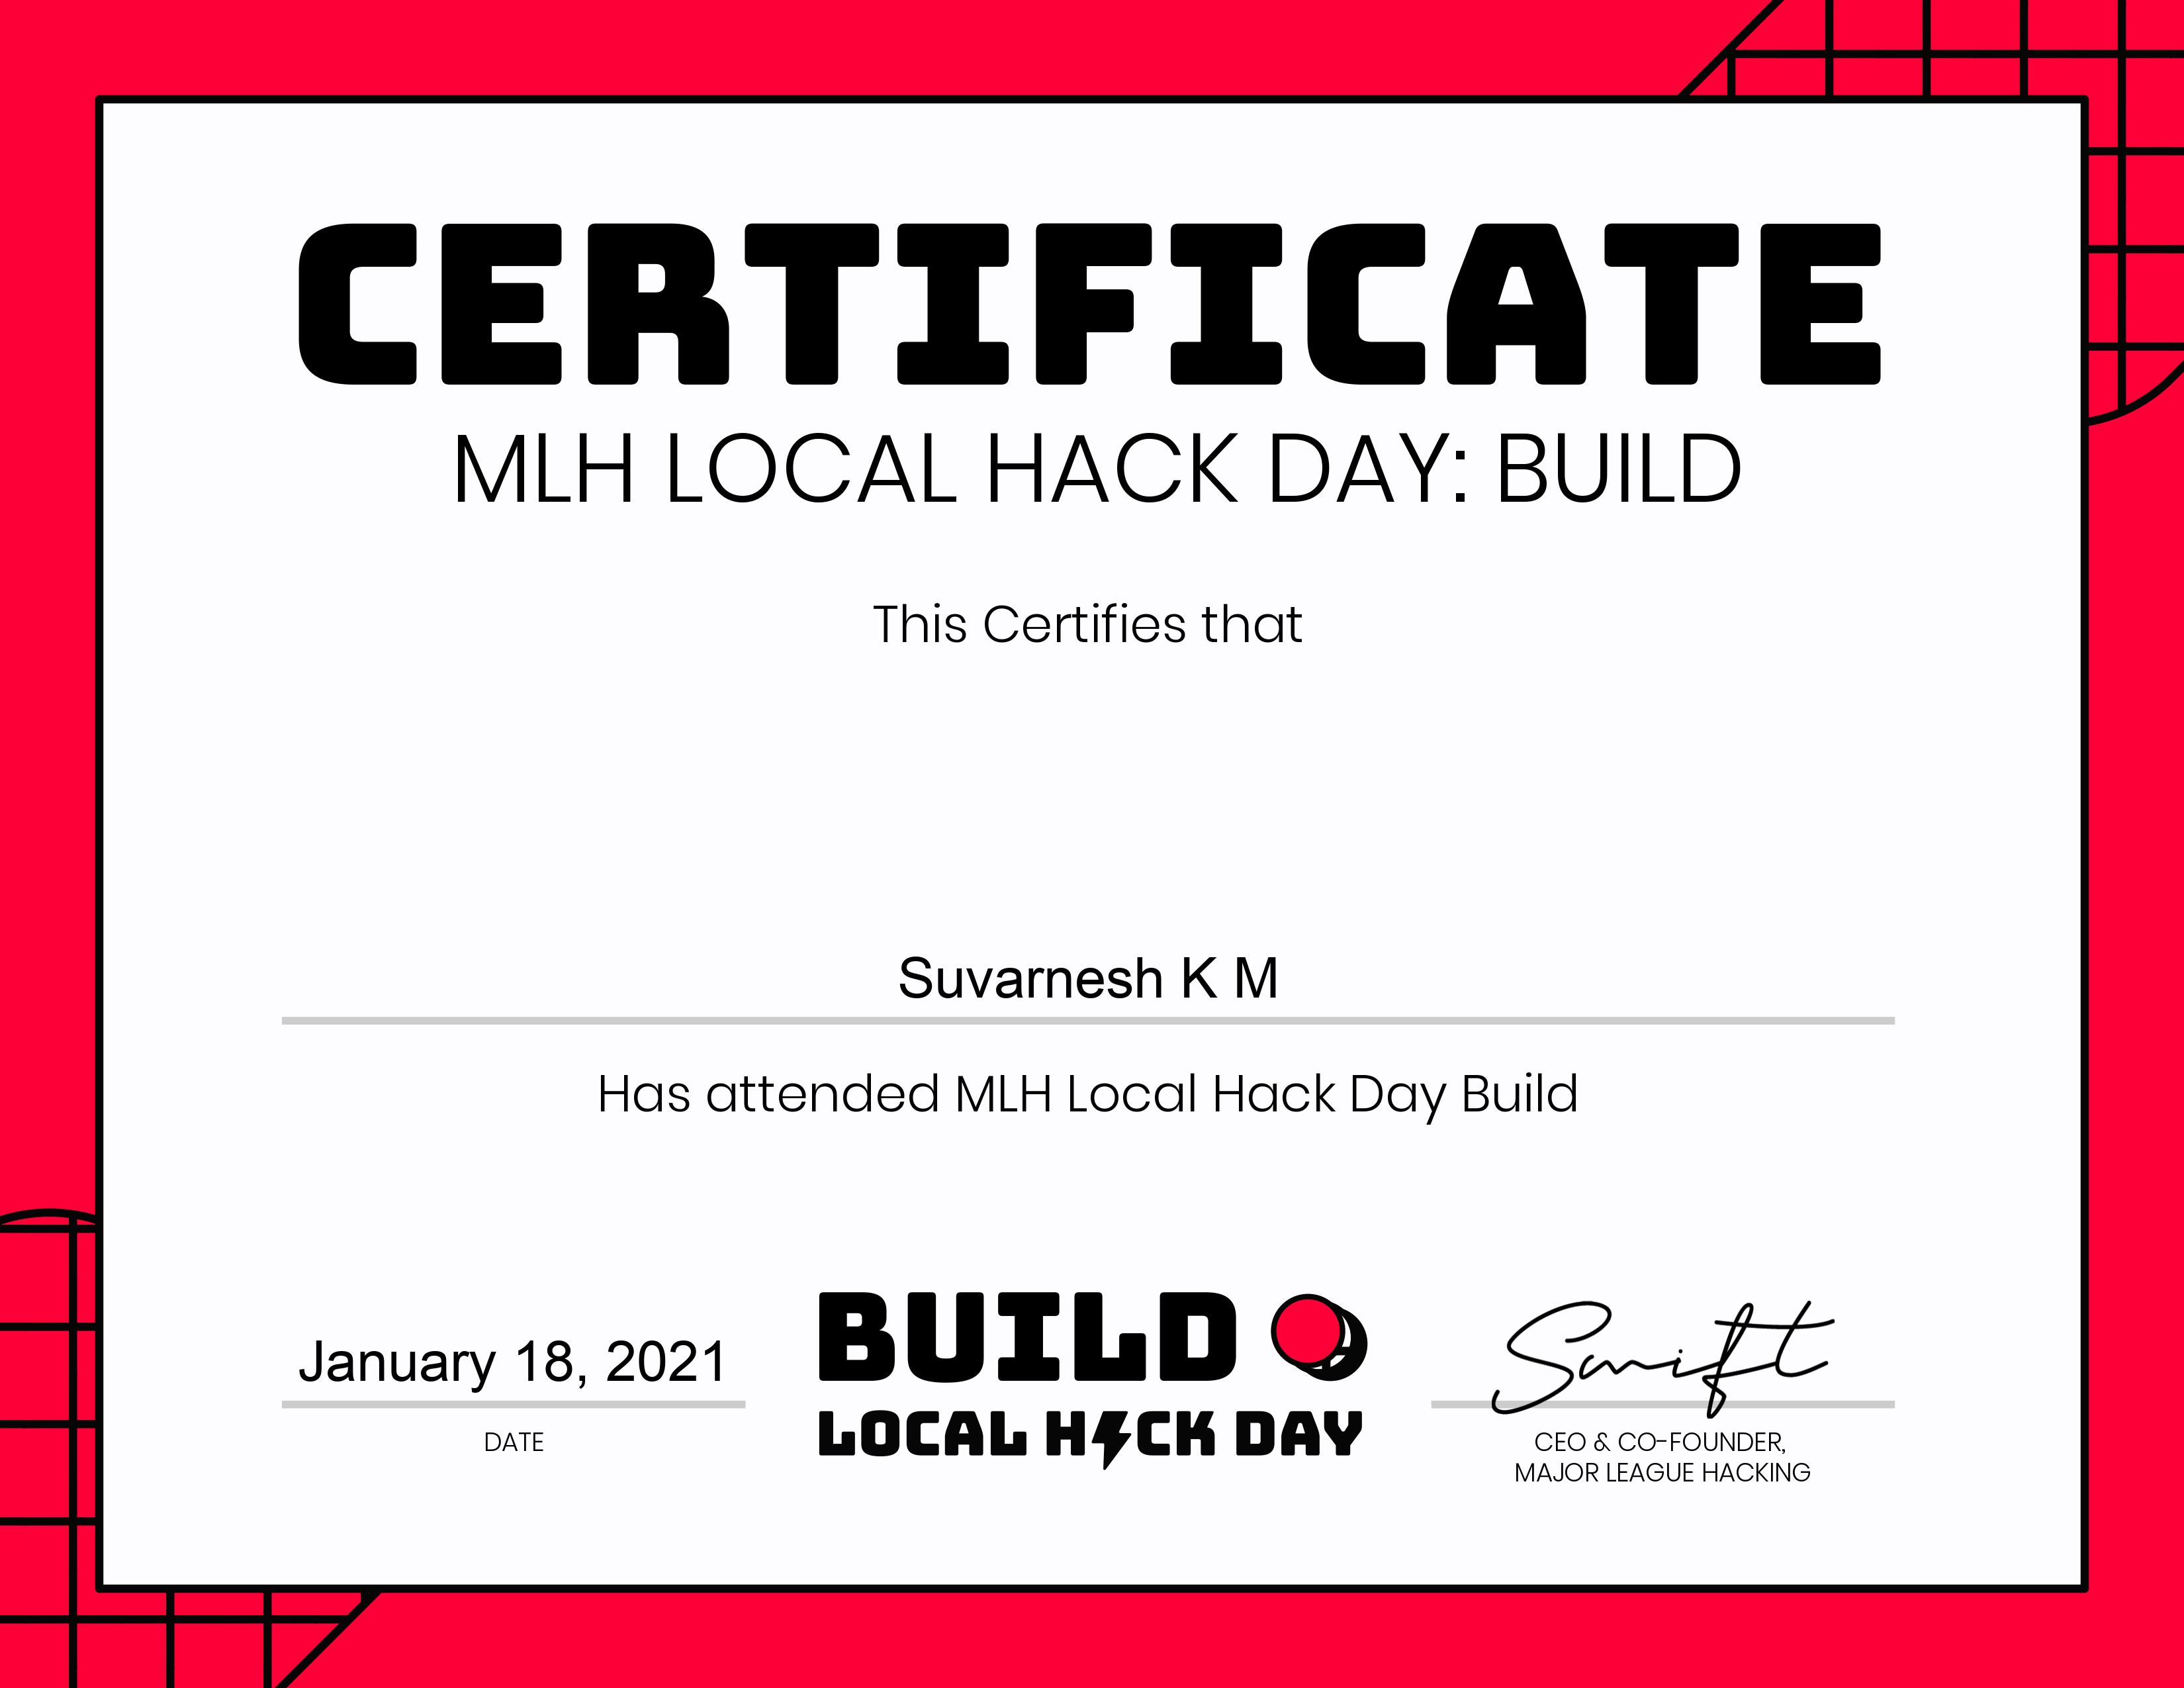 CERTIFICATE
MLH LOCAL HACK DAY: BUILD
This Certifies that
Suvarnesh K M
Has attended MLH Local Hack Day Build
January 18, 2021
DATE
BUILD
LOCAL H⚡CK DAY
Swift
CEO & CO-FOUNDER,
MAJOR LEAGUE HACKING